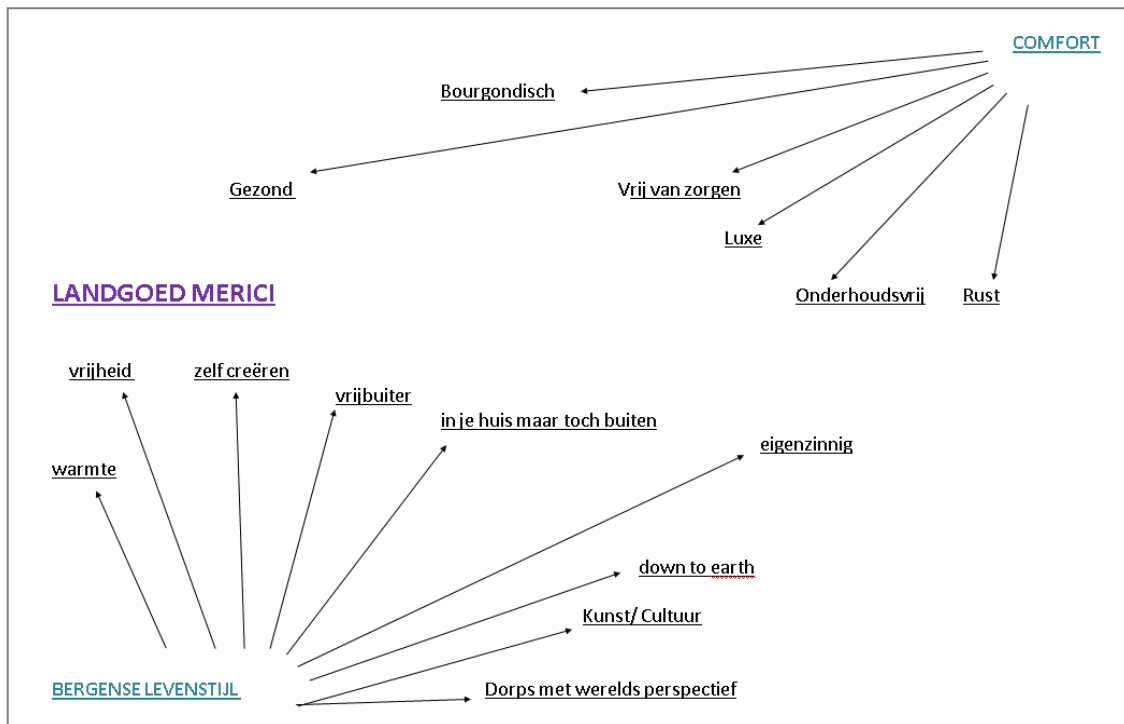 COMFORT
Bourgondisch
Gezond
Vrij van zorgen
Luxe
LANDGOED MERICI
Onderhoudsvrij
Rust
vrijheid
zelf creëren
vrijbuiter
in je huis maar toch buiten
eigenzinnig
warmte
down to earth
Kunst/ Cultuur
BERGENSE LEVENSTIJL
Dorps met werelds perspectief